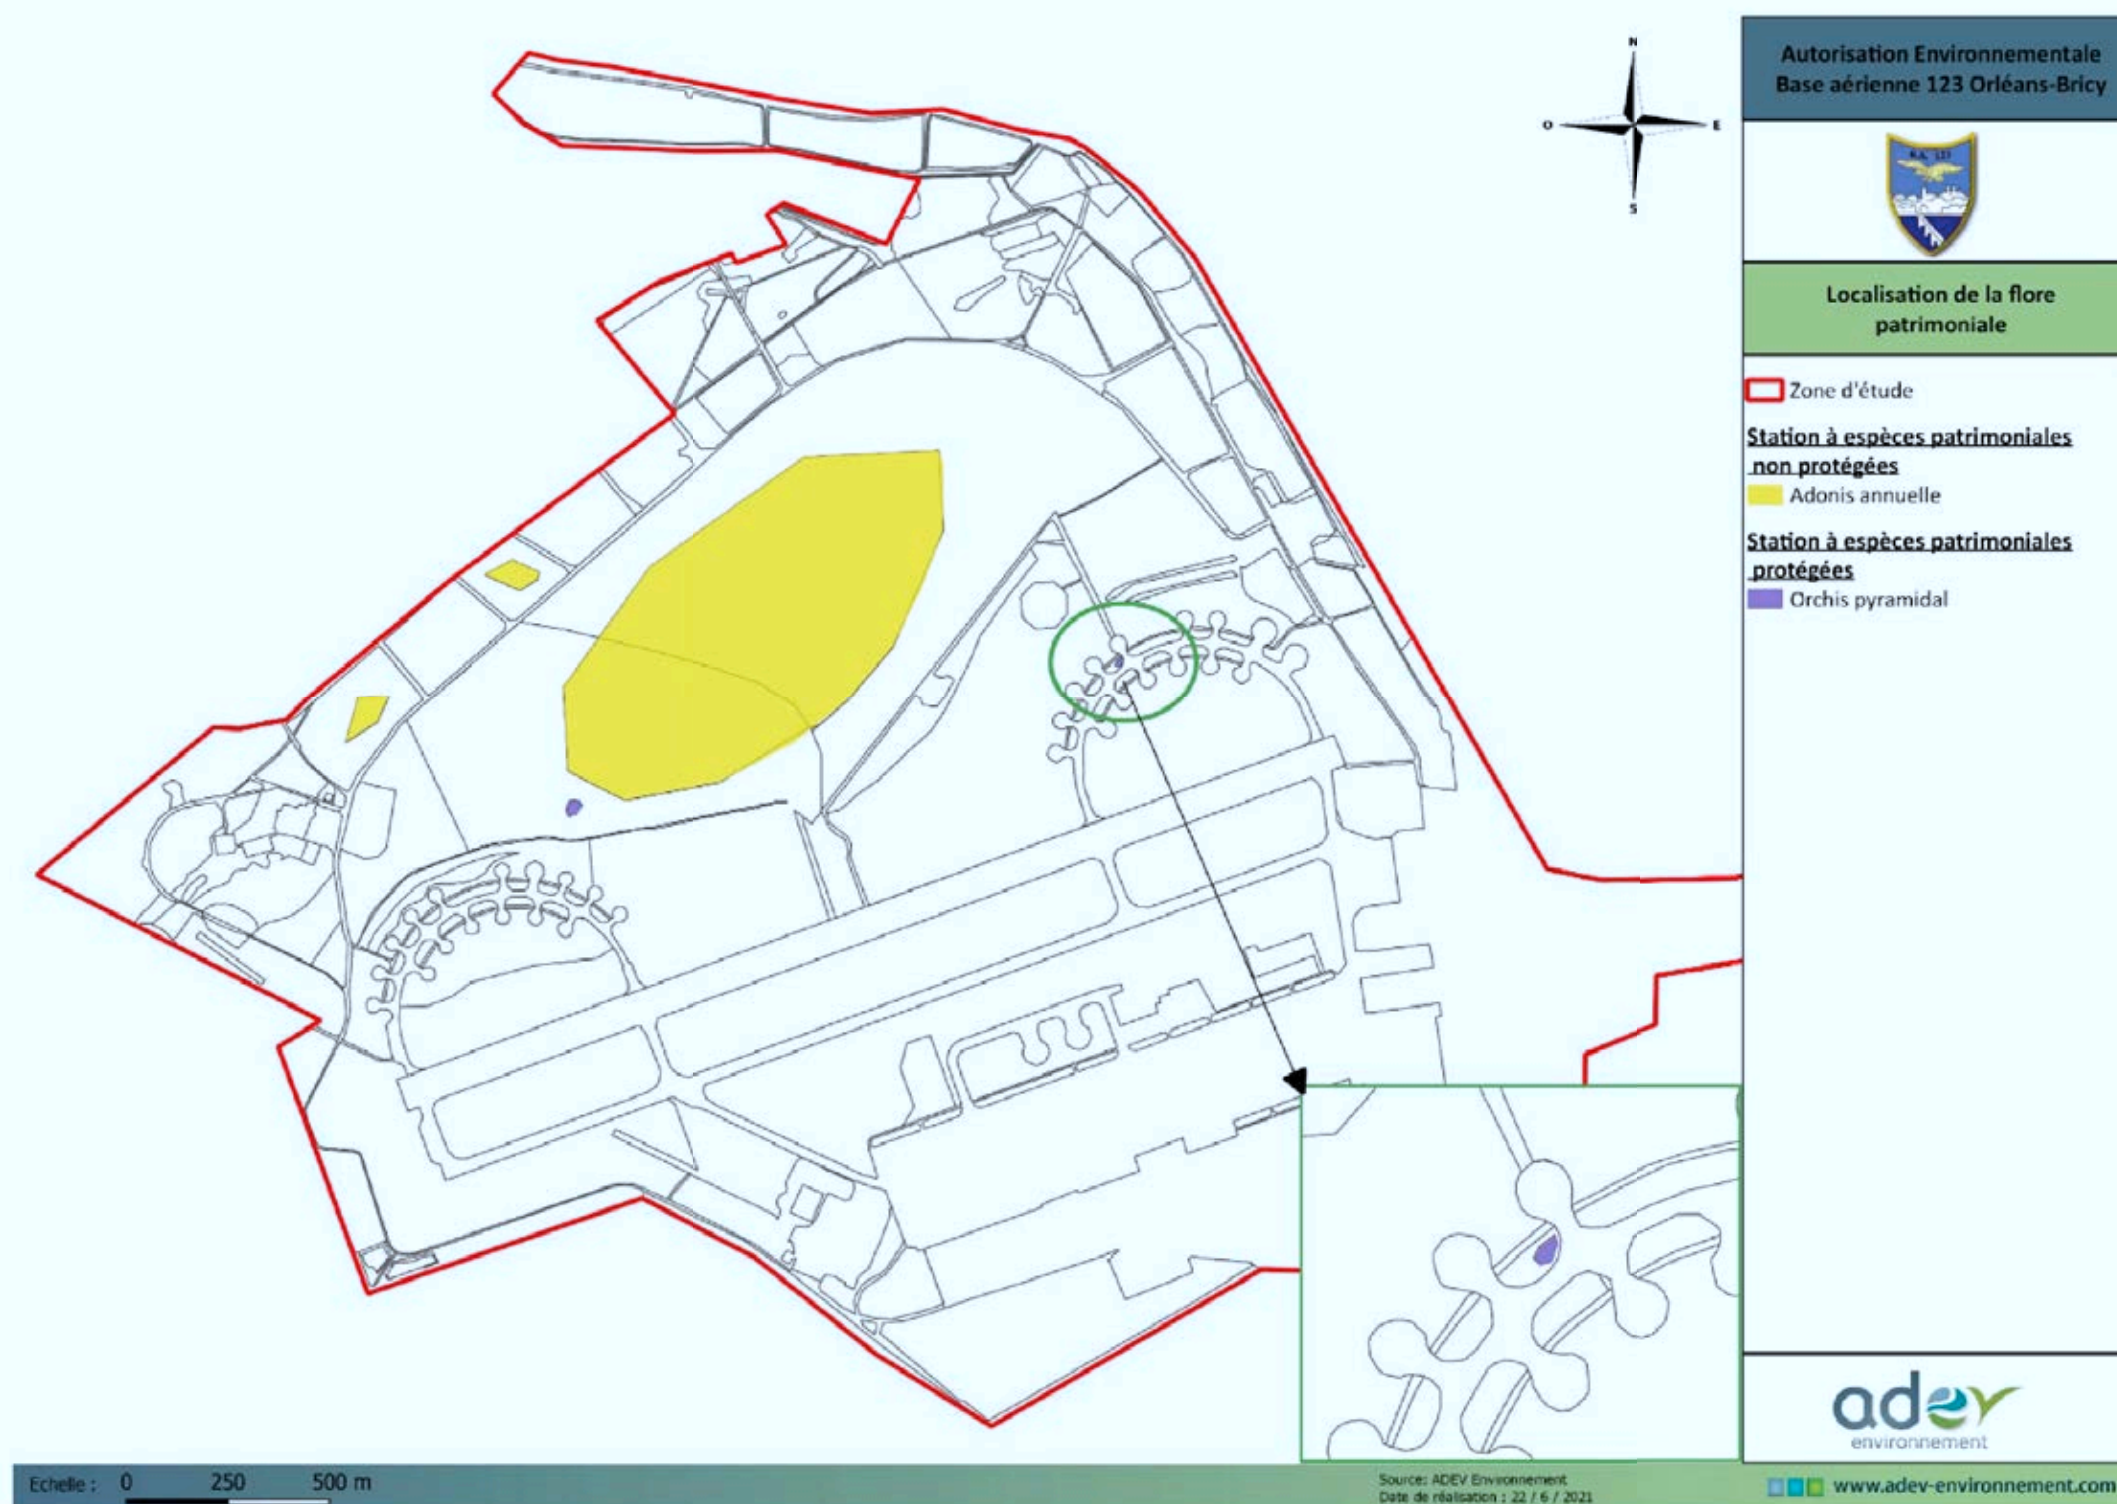 N
O
E
S
Autorisation Environnementale
Base aérienne 123 Orléans-Bricy
B.A. 123
Localisation de la flore
patrimoniale
Zone d'étude
Station à espèces patrimoniales
non protégées
Adonis annuelle
Station à espèces patrimoniales
protégées
Orchis pyramidal
adev
environnement
Echelle : 0 250 500 m
Source: ADEV Environnement
Date de réalisation : 22 / 6 / 2021
www.adev-environnement.com